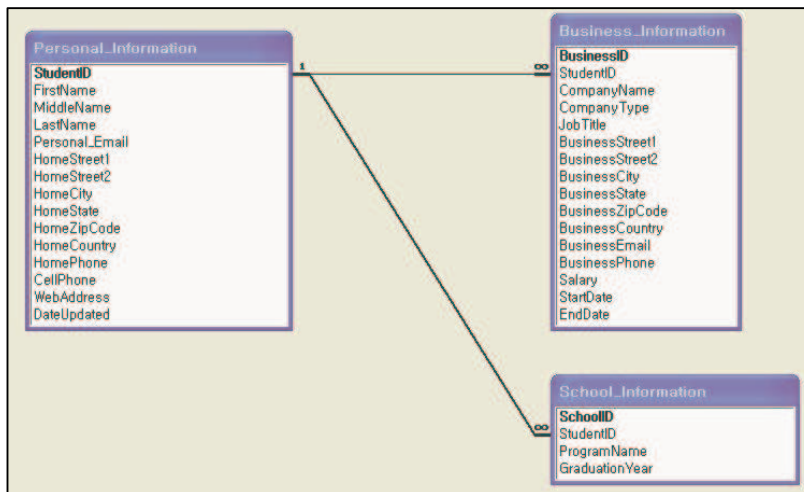 Personal_Information
StudentID
FirstName
MiddleName
LastName
Personal_Email
HomeStreet1
HomeStreet2
HomeCity
HomeState
HomeZipCode
HomeCountry
HomePhone
CellPhone
WebAddress
DateUpdated
1
∞
Business_Information
BusinessID
StudentID
CompanyName
CompanyType
JobTitle
BusinessStreet1
BusinessStreet2
BusinessCity
BusinessState
BusinessZipCode
BusinessCountry
BusinessEmail
BusinessPhone
Salary
StartDate
EndDate
∞
School_Information
SchoolID
StudentID
ProgramName
GraduationYear